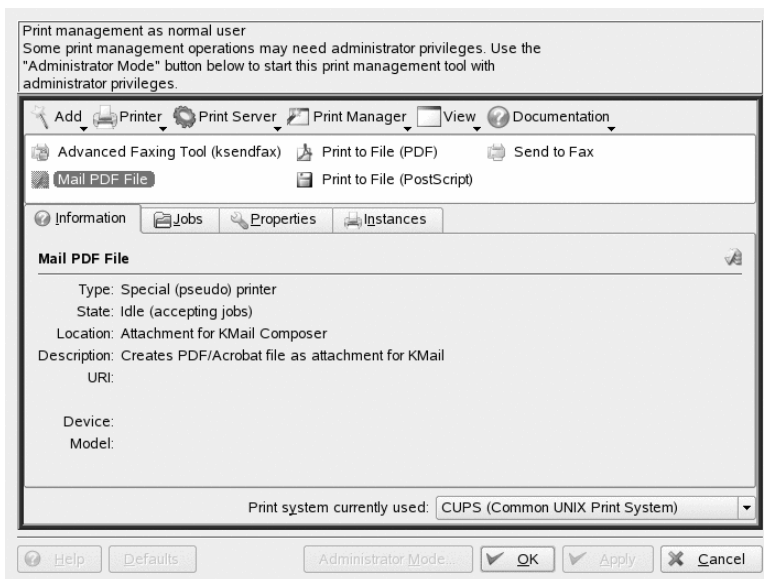 Print management as normal user
Some print management operations may need administrator privileges. Use the
"Administrator Mode" button below to start this print management tool with
administrator privileges.
Add Printer Print Server Print Manager View Documentation
Advanced Faxing Tool (ksendfax) Print to File (PDF) Send to Fax
Mail PDF File Print to File (PostScript)
Information Jobs Properties Instances
Mail PDF File
Type: Special (pseudo) printer
State: Idle (accepting jobs)
Location: Attachment for KMail Composer
Description: Creates PDF/Acrobat file as attachment for KMail
URI:
Device:
Model:
Print system currently used: CUPS (Common UNIX Print System)
Help Defaults Administrator Mode... OK Apply Cancel